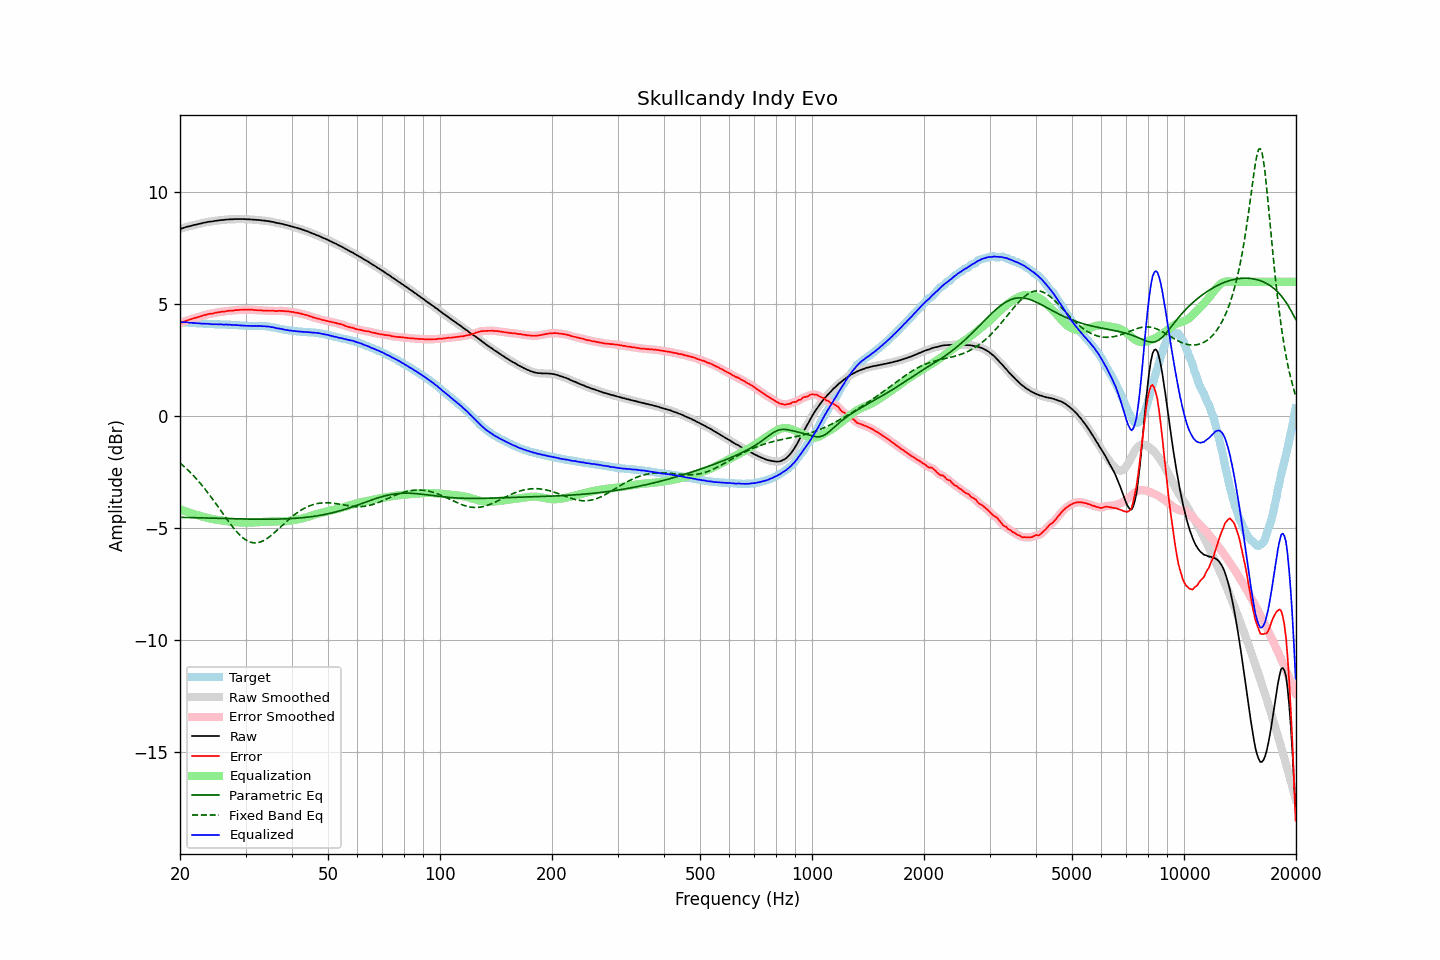 Skullcandy Indy Evo
Amplitude (dBr)
10
5
0
−5
−10
−15
Target
Raw Smoothed
Error Smoothed
Raw
Error
Equalization
Parametric Eq
Fixed Band Eq
Equalized
20 50 100 200 500 1000 2000 5000 10000 20000
Frequency (Hz)